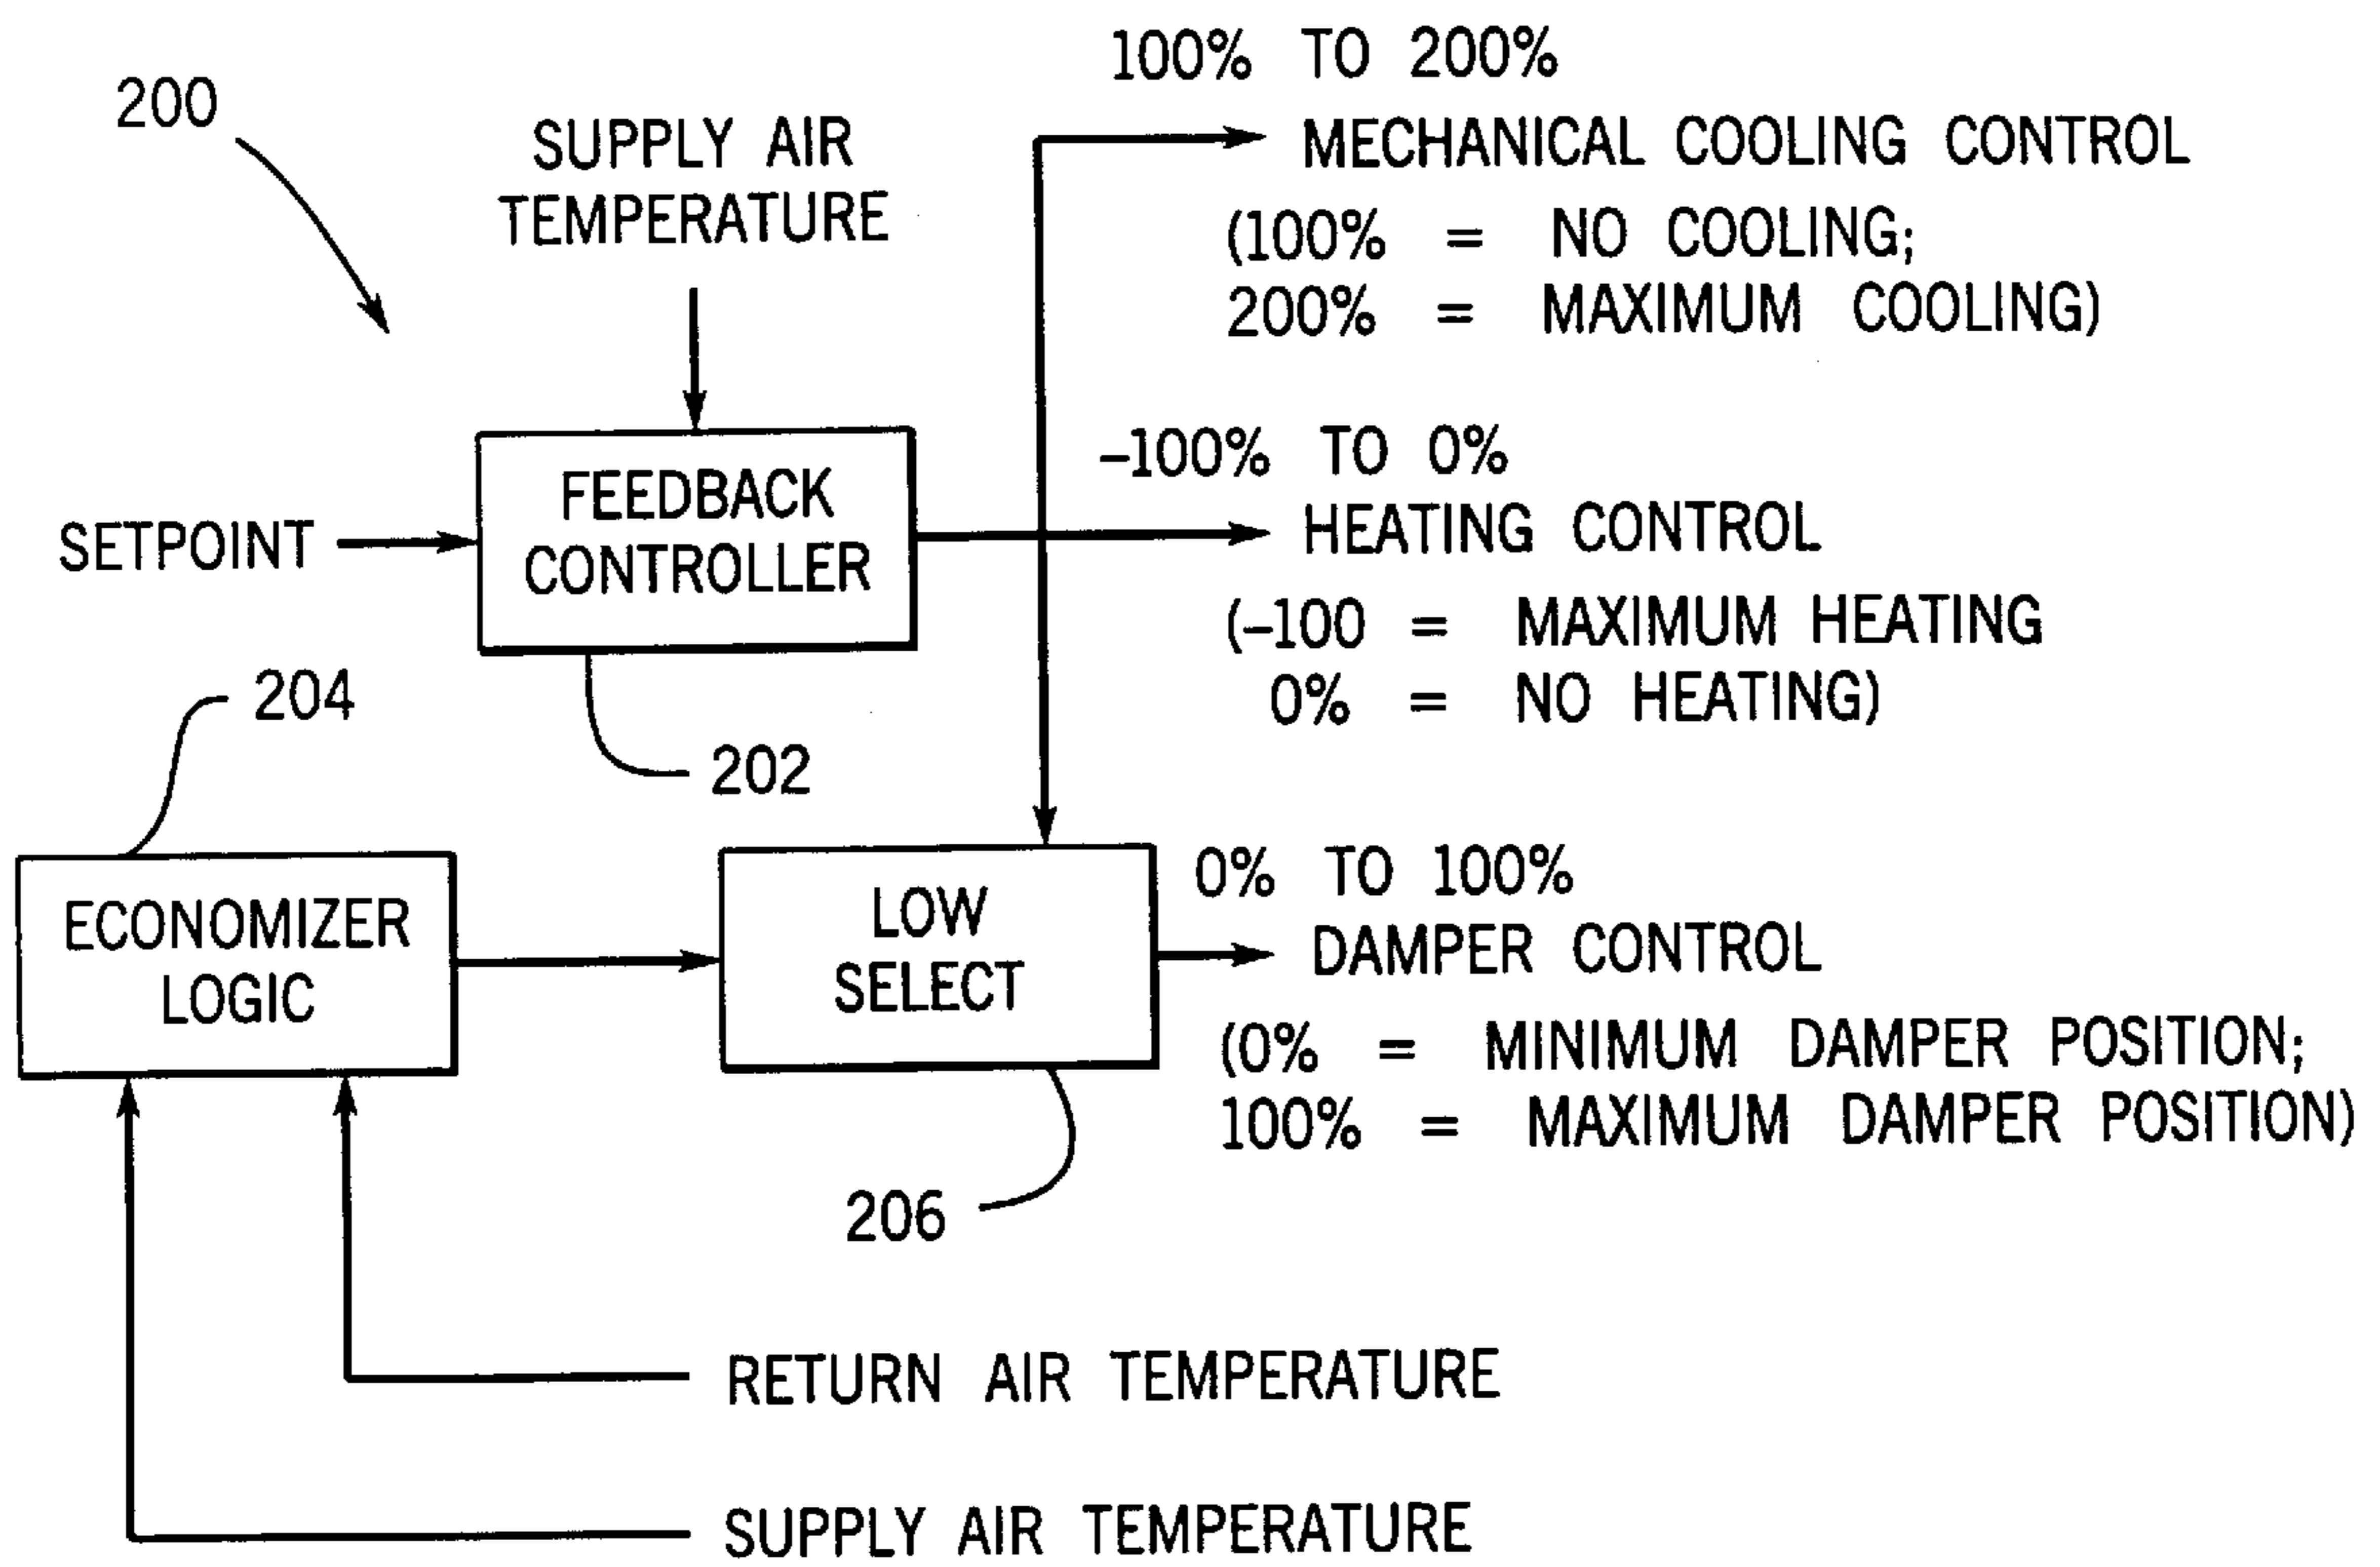 100% TO 200%
200
SUPPLY AIR
TEMPERATURE
MECHANICAL COOLING CONTROL
(100% = NO COOLING;
200% = MAXIMUM COOLING)
SETPOINT
FEEDBACK
CONTROLLER
202
-100% TO 0%
HEATING CONTROL
(-100 = MAXIMUM HEATING
0% = NO HEATING)
204
ECONOMIZER
LOGIC
LOW
SELECT
206
0% TO 100%
DAMPER CONTROL
(0% = MINIMUM DAMPER POSITION;
100% = MAXIMUM DAMPER POSITION)
RETURN AIR TEMPERATURE
SUPPLY AIR TEMPERATURE